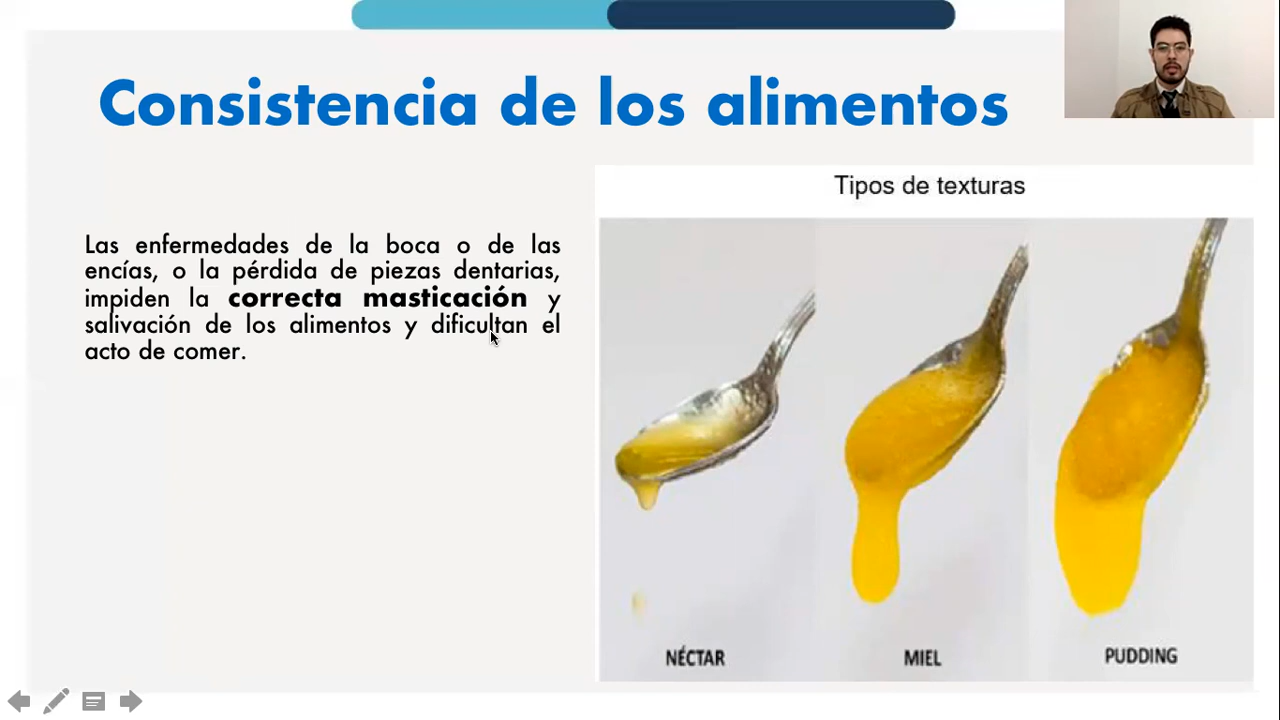 Consistencia de los alimentos
Tipos de texturas
Las enfermedades de la boca o de las
encías, o la pérdida de piezas dentarias,
impiden la correcta masticación y
salivación de los alimentos y dificultan el
acto de comer.
NÉCTAR
MIEL
PUDDING